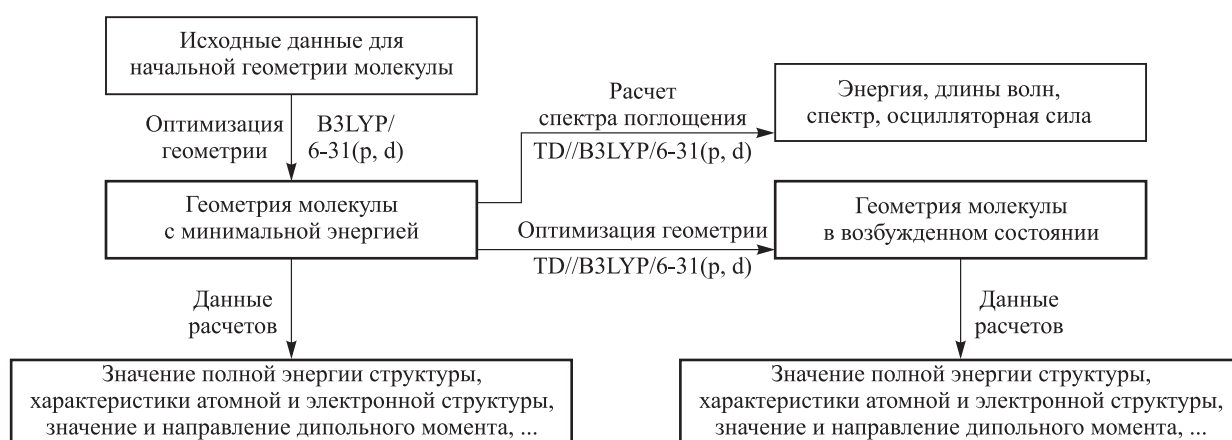 Исходные данные для
начальной геометрии молекулы
Оптимизация
геометрии
B3LYP/
6-31(p, d)
Расчет
спектра поглощения
TD//B3LYP/6-31(p, d)
Энергия, длины волн,
спектр, осцилляторная сила
Геометрия молекулы
с минимальной энергией
Оптимизация геометрии
TD//B3LYP/6-31(p, d)
Геометрия молекулы
в возбужденном состоянии
Данные
расчетов
Данные
расчетов
Значение полной энергии структуры,
характеристики атомной и электронной структуры,
значение и направление дипольного момента, ...
Значение полной энергии структуры,
характеристики атомной и электронной структуры,
значение и направление дипольного момента, ...